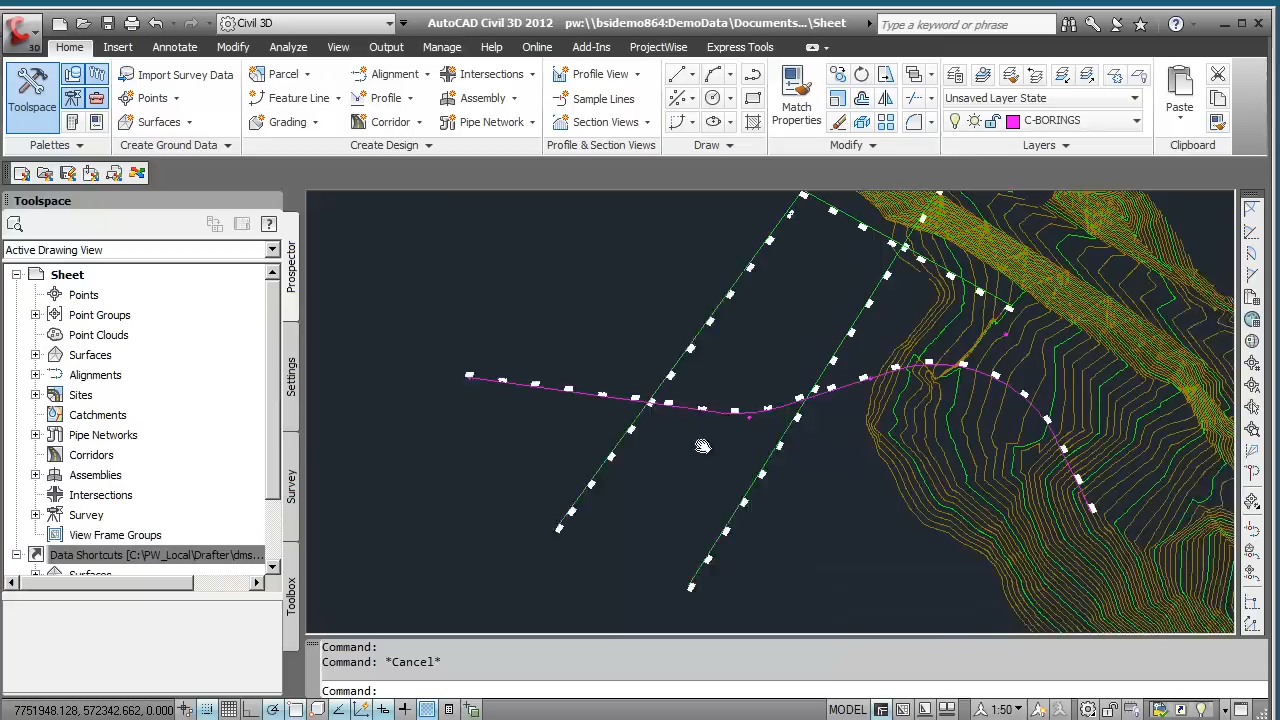 Civil 3D
AutoCAD Civil 3D 2012
pw:\\bsidemo864:DemoData\Documents...\Sheet
Type a keyword or phrase
3D
Home
Insert
Annotate
Modify
Analyze
View
Output
Manage
Help
Online
Add-Ins
ProjectWise
Express Tools
Toolspace
Import Survey Data
Points
Surfaces
Parcel
Feature Line
Grading
Alignment
Profile
Corridor
Intersections
Assembly
Pipe Network
Profile View
Sample Lines
Section Views
Match
Properties
Unsaved Layer State
C-BORINGS
Paste
Palettes
Create Ground Data
Create Design
Profile & Section Views
Draw
Modify
Layers
Clipboard
Toolspace
Active Drawing View
Sheet
Points
Point Groups
Point Clouds
Surfaces
Alignments
Sites
Catchments
Pipe Networks
Corridors
Assemblies
Intersections
Survey
View Frame Groups
Data Shortcuts [C:\PW_Local\Drafter\dms...
Surfaces
Prospector
Settings
Survey
Toolbox
Command:
Command: *Cancel*
Command:
7751948.128, 572342.662, 0.000
MODEL
1:50